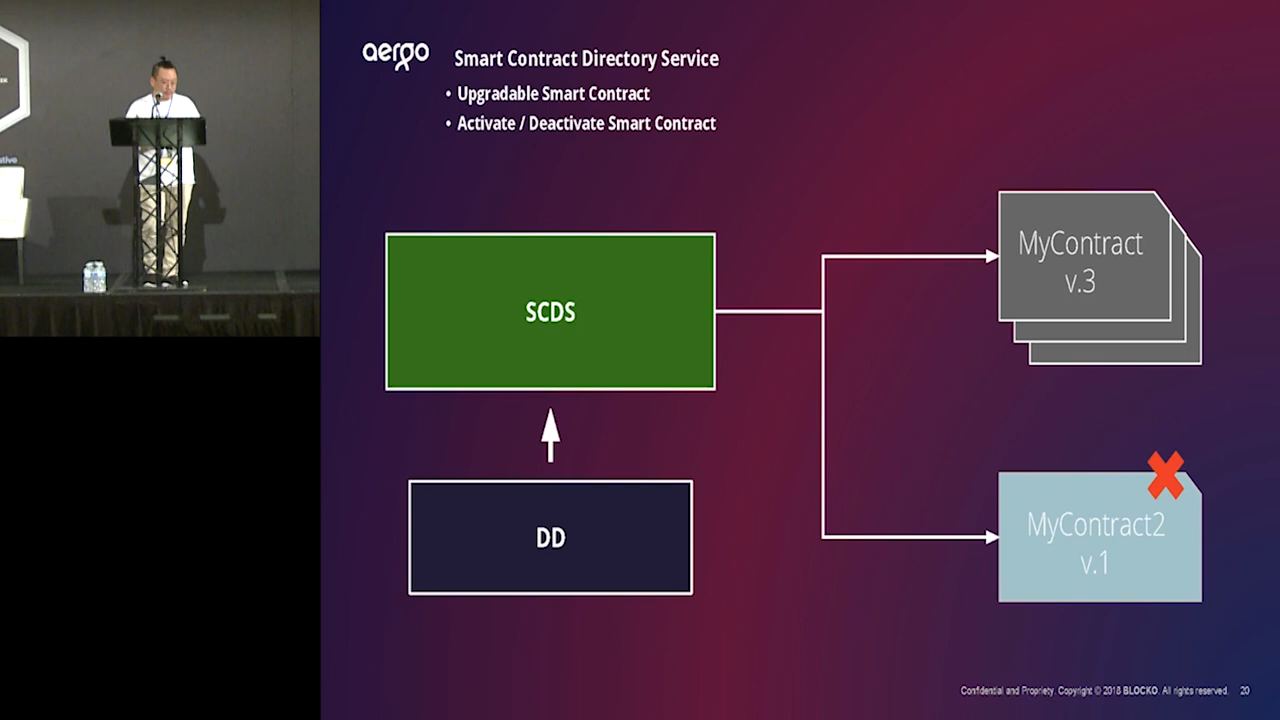 aergo
Smart Contract Directory Service
• Upgradable Smart Contract
• Activate / Deactivate Smart Contract
SCDS
DD
MyContract
v.3
MyContract2
v.1
Confidential and Propriety. Copyright © 2018 BLOCKO. All rights reserved. 20